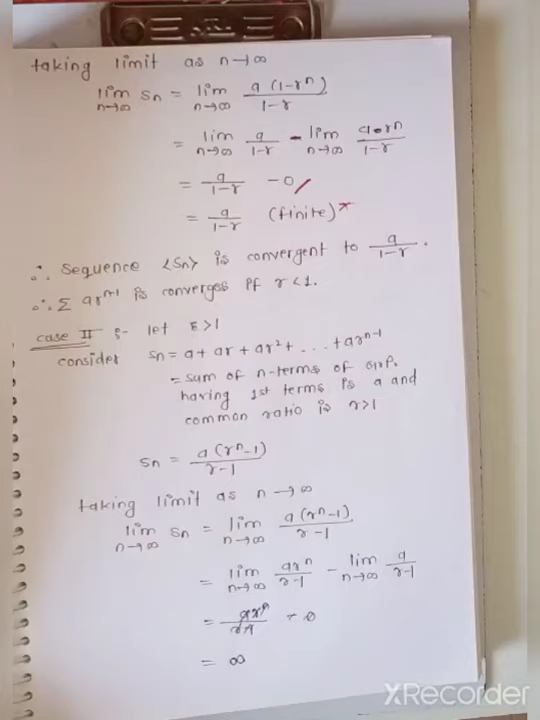 taking limit as n→∞
lim n→∞ Sn = lim n→∞ a(1-rⁿ)/1-r
= lim n→∞ a/1-r - lim n→∞ a·rⁿ/1-r
= a/1-r - 0
= a/1-r (finite)
∴ Sequence <Sn> is convergent to a/1-r.
∴ Σ arⁿ⁻¹ is converges if r<1.
case II :- let r>1
consider Sn = a + ar + ar² + ... + arⁿ⁻¹
= sum of n-terms of G.P.
having 1st terms is a and
common ratio is r>1
Sn = a(rⁿ-1)/r-1
taking limit as n→∞
lim n→∞ Sn = lim n→∞ a(rⁿ-1)/r-1
= lim n→∞ arⁿ/r-1 - lim n→∞ a/r-1
=
= ∞
XRecorder